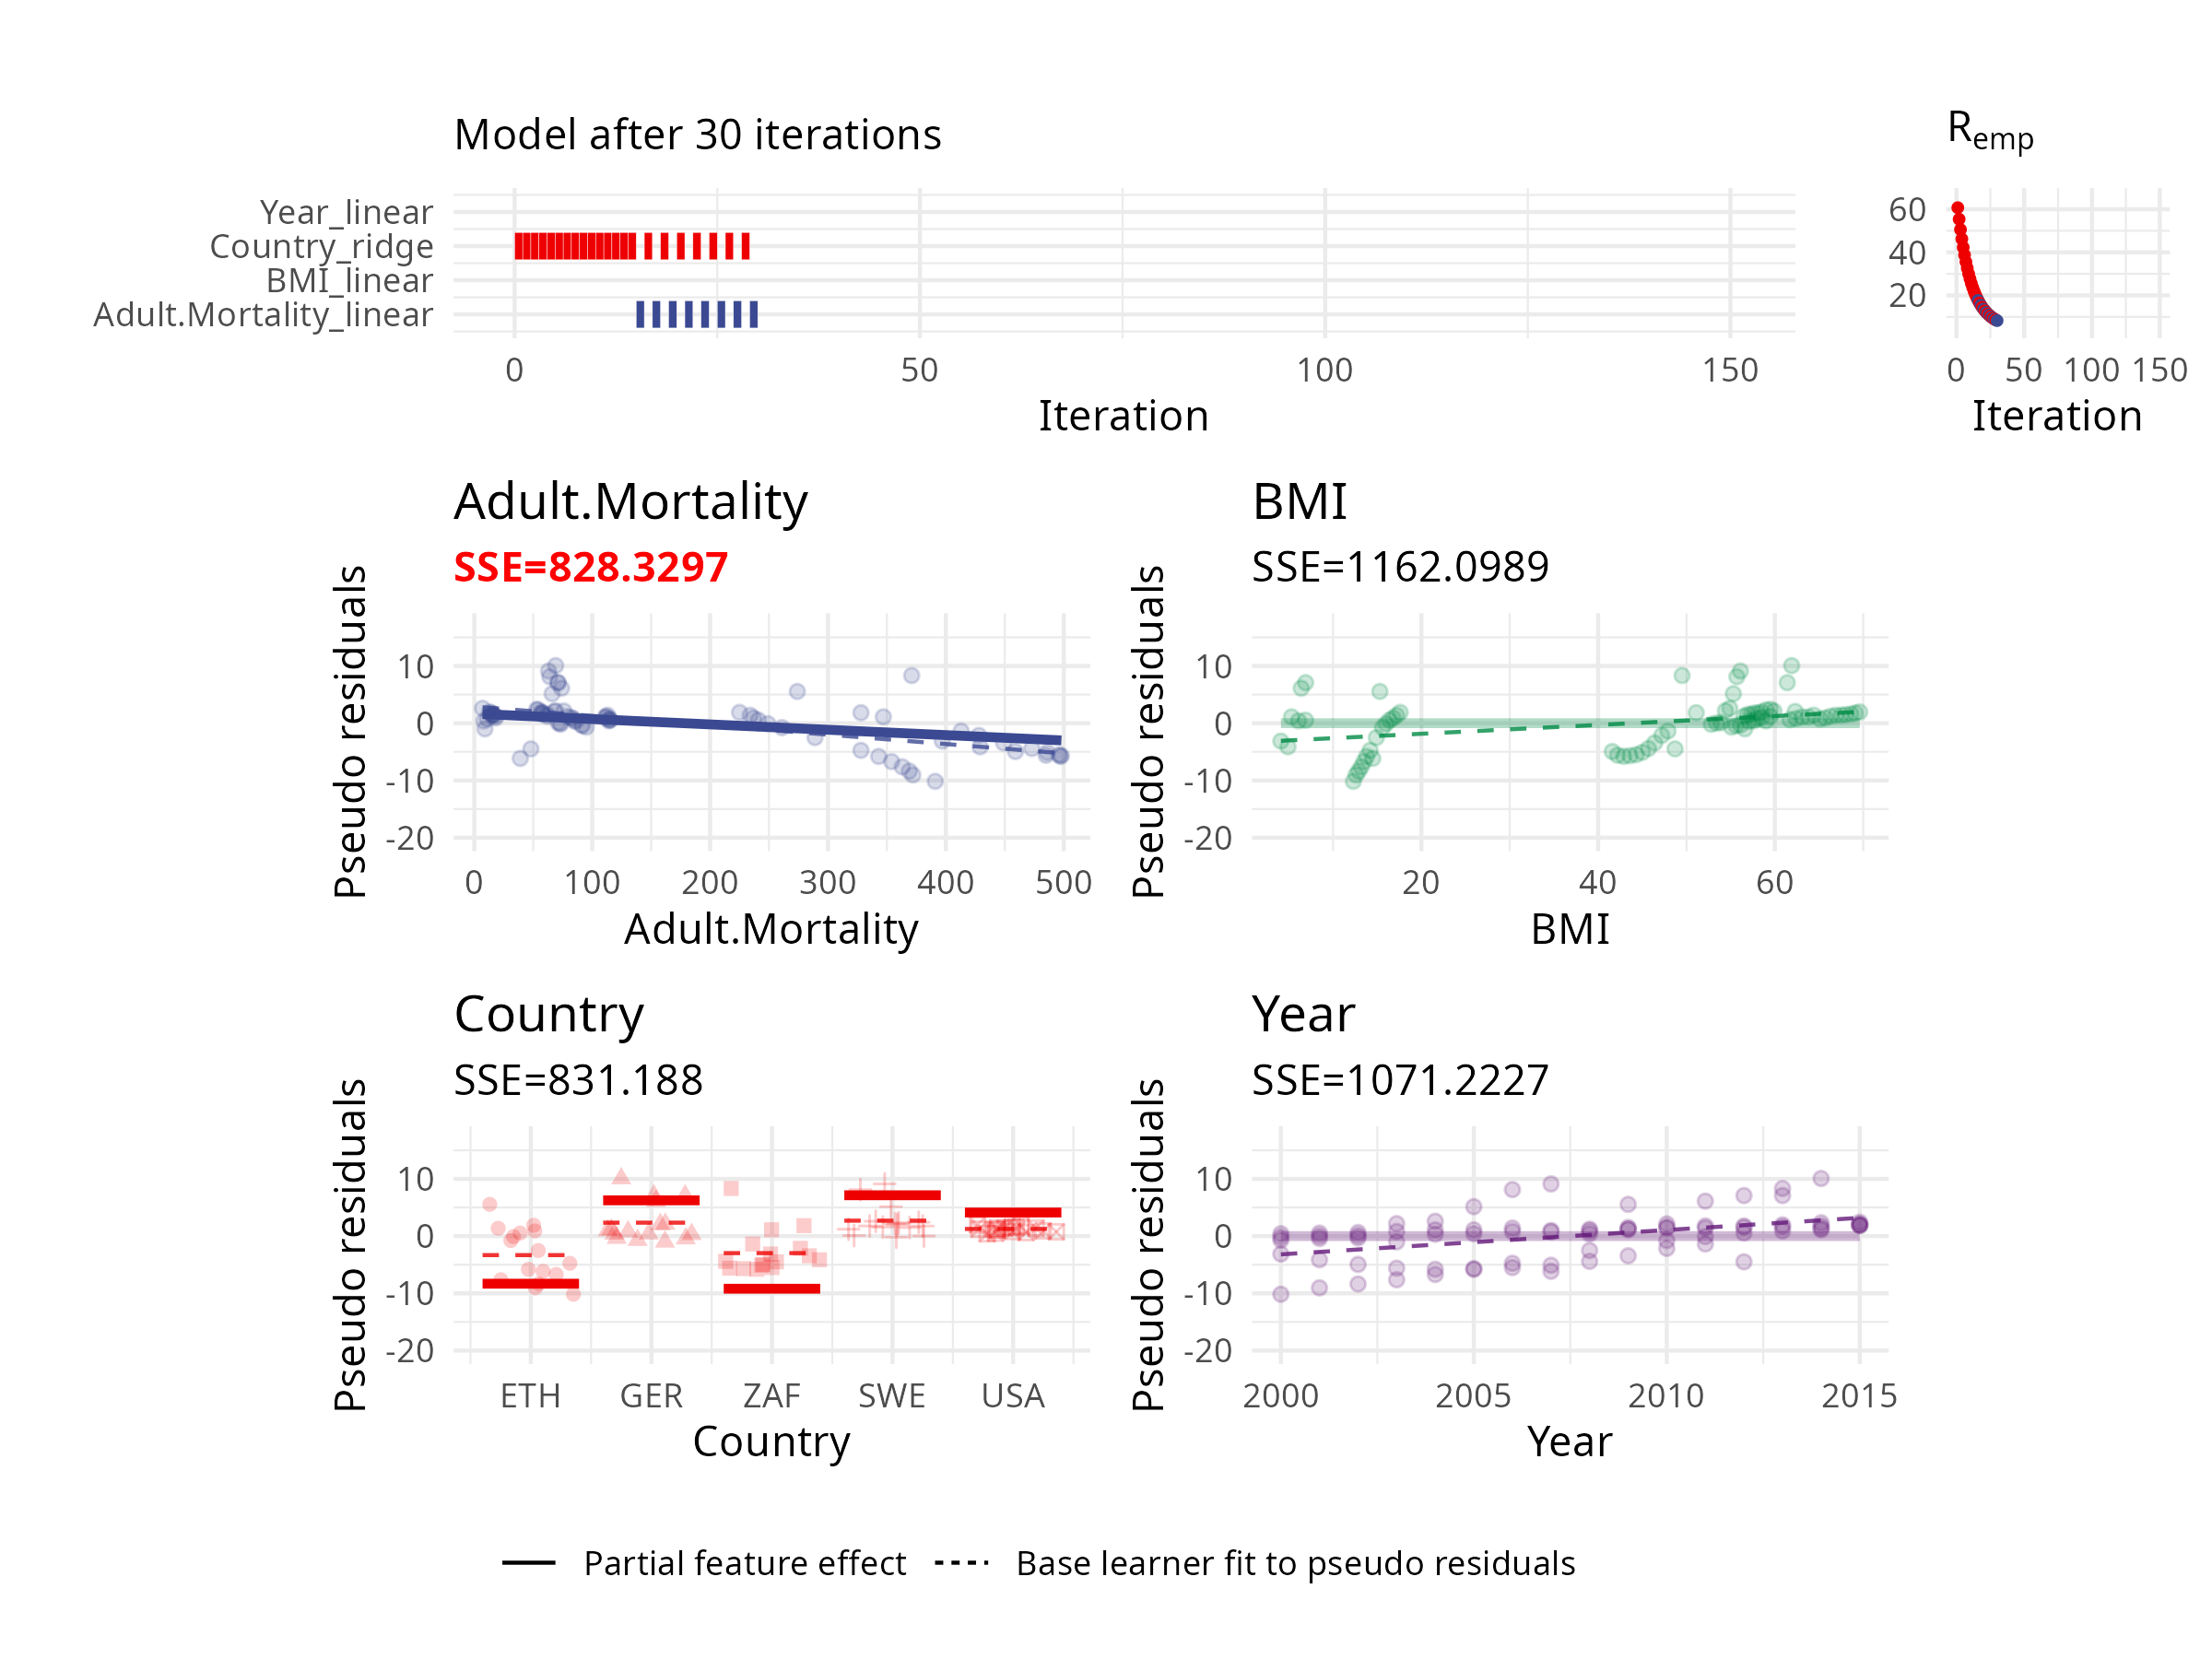 Model after 30 iterations
R_emp
Year_linear
Country_ridge
BMI_linear
Adult.Mortality_linear
0 50 100 150
Iteration
60
40
20
0 50 100 150
Iteration
Adult.Mortality
SSE=828.3297
Pseudo residuals
10
0
-10
-20
0 100 200 300 400 500
Adult.Mortality
BMI
SSE=1162.0989
Pseudo residuals
10
0
-10
-20
20 40 60
BMI
Country
SSE=831.188
Pseudo residuals
10
0
-10
-20
ETH GER ZAF SWE USA
Country
Year
SSE=1071.2227
Pseudo residuals
10
0
-10
-20
2000 2005 2010 2015
Year
Partial feature effect Base learner fit to pseudo residuals